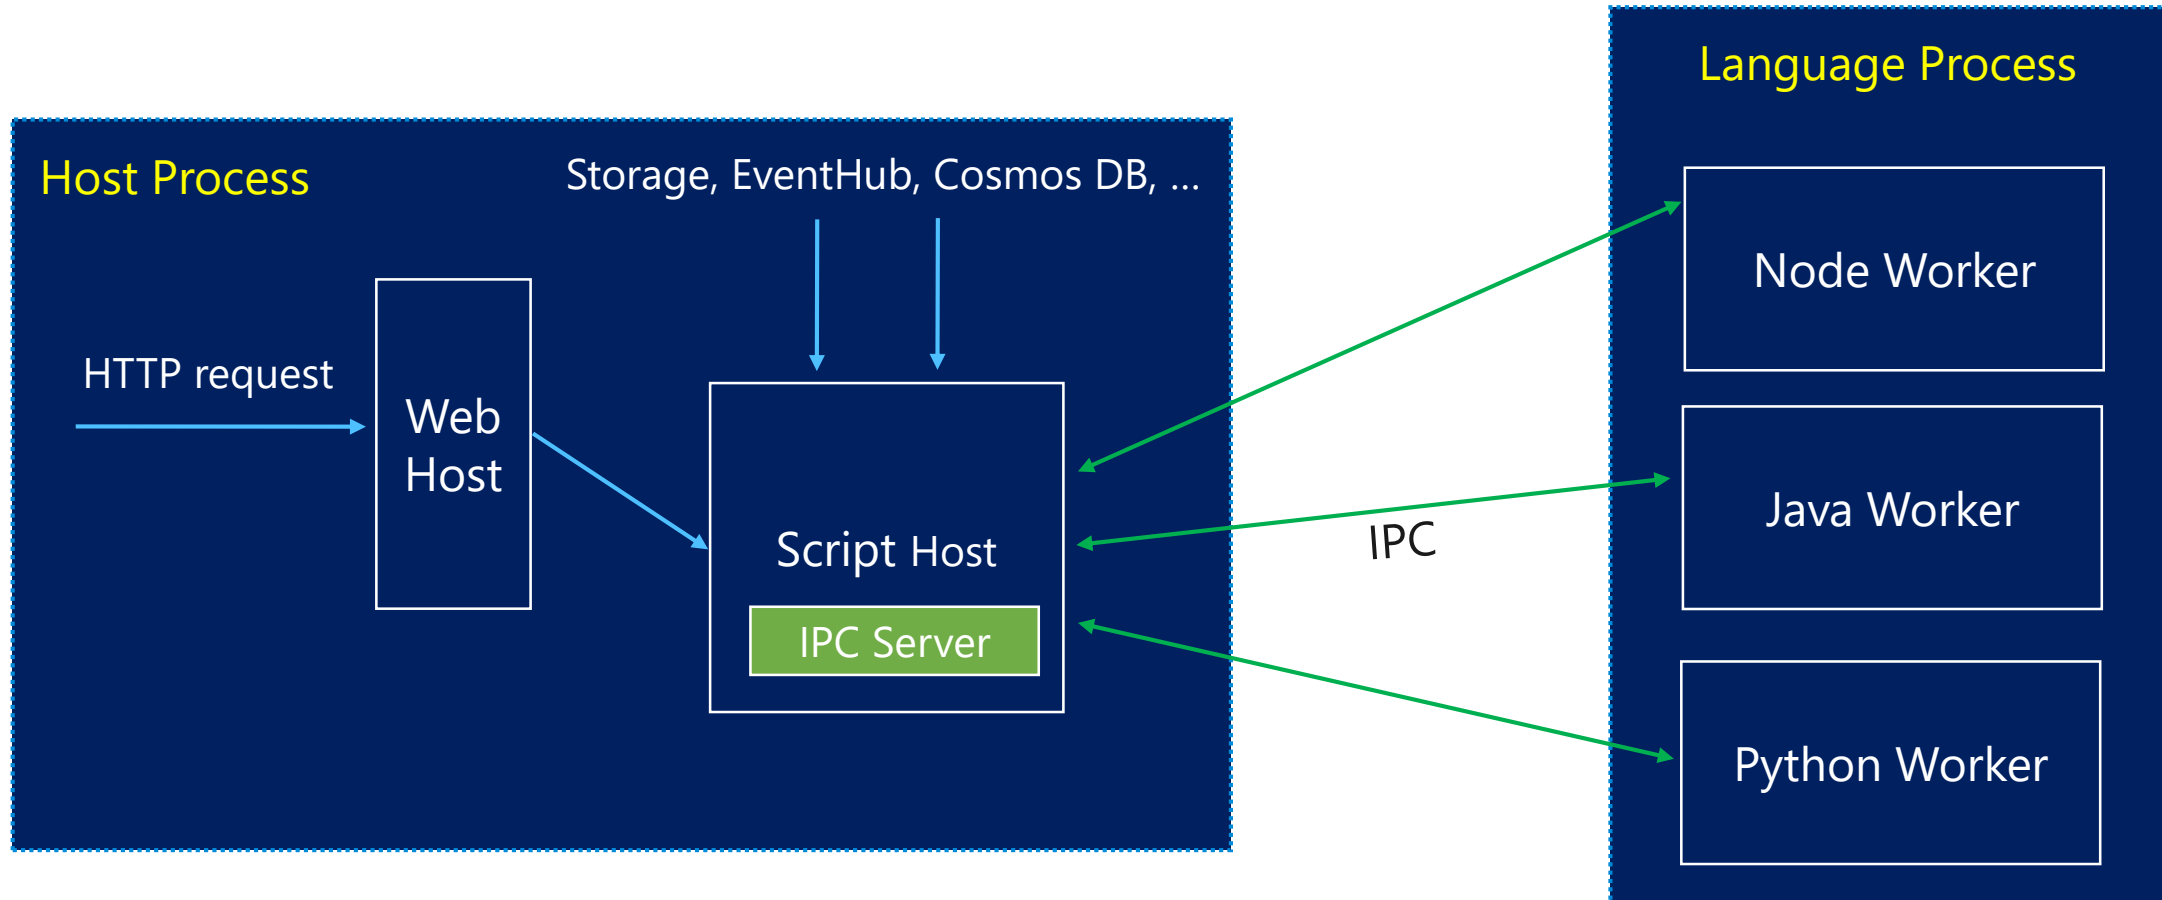 Language Process
Host Process
Storage, EventHub, Cosmos DB, ...
Node Worker
HTTP request
Web
Host
Java Worker
IPC
Script Host
IPC Server
Python Worker